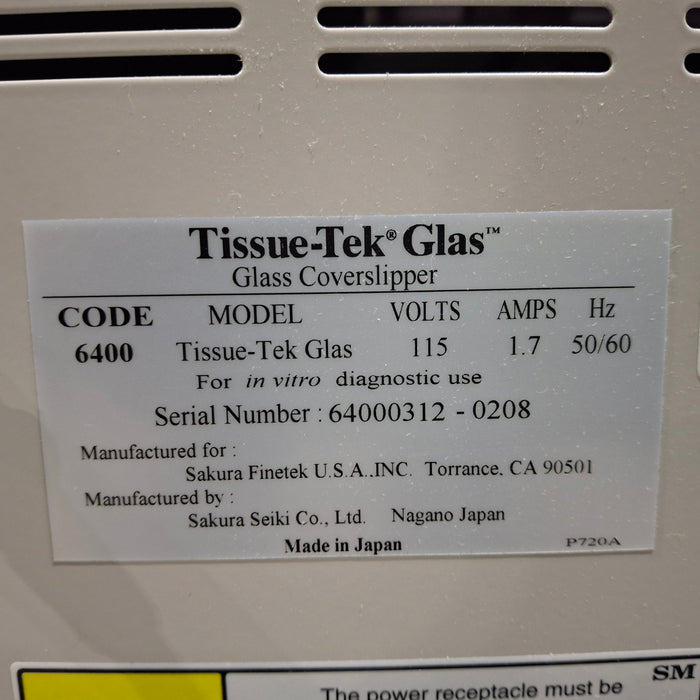 Tissue-Tek® Glas™
Glass Coverslipper
CODE MODEL VOLTS AMPS Hz
6400 Tissue-Tek Glas 115 1.7 50/60
For in vitro diagnostic use
Serial Number : 64000312 - 0208
Manufactured for :
Sakura Finetek U.S.A.,INC. Torrance, CA 90501
Manufactured by :
Sakura Seiki Co., Ltd. Nagano Japan
Made in Japan P720A
SM
The power receptacle must be